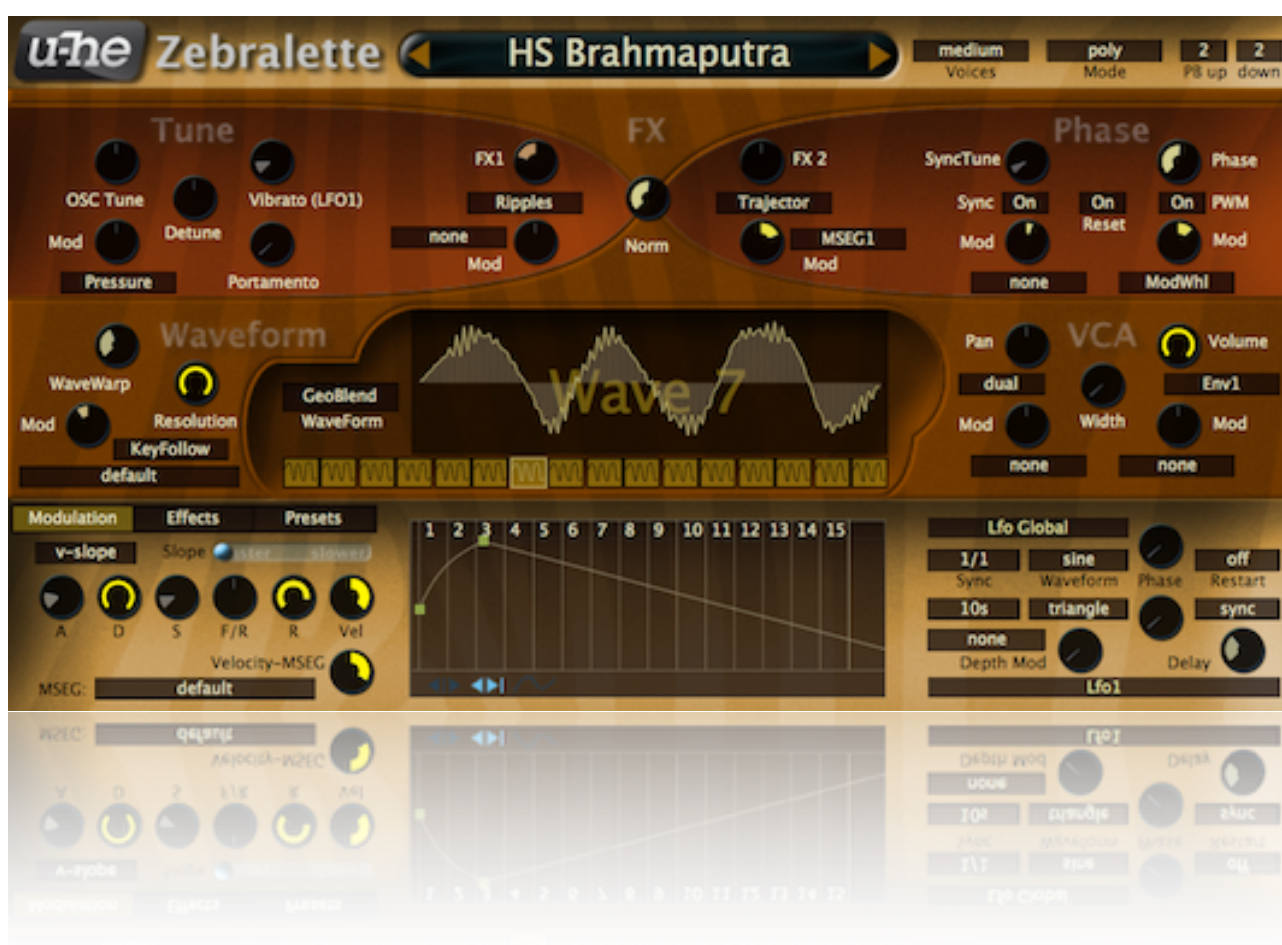 u-he Zebralette HS Brahmaputra medium poly 2 2
Voices Mode PB up down
Tune FX Phase
FX1 FX 2 SyncTune Phase
OSC Tune Vibrato (LFO1) Ripples Trajector Sync On On On PWM
Reset
Mod Detune none Norm MSEG1 Mod Mod
Mod Mod
Pressure Portamento none ModWhl
Waveform Pan VCA Volume
WaveWarp GeoBlend Wave 7 dual Env1
Mod Resolution WaveForm Mod Width Mod
KeyFollow
default none none
Modulation Effects Presets 1 2 3 4 5 6 7 8 9 10 11 12 13 14 15 Lfo Global
v-slope Slope faster slower 1/1 sine off
Sync Waveform Phase Restart
10s triangle sync
A D S F/R R Vel none
Velocity-MSEG Depth Mod Delay
MSEG: default Lfo1